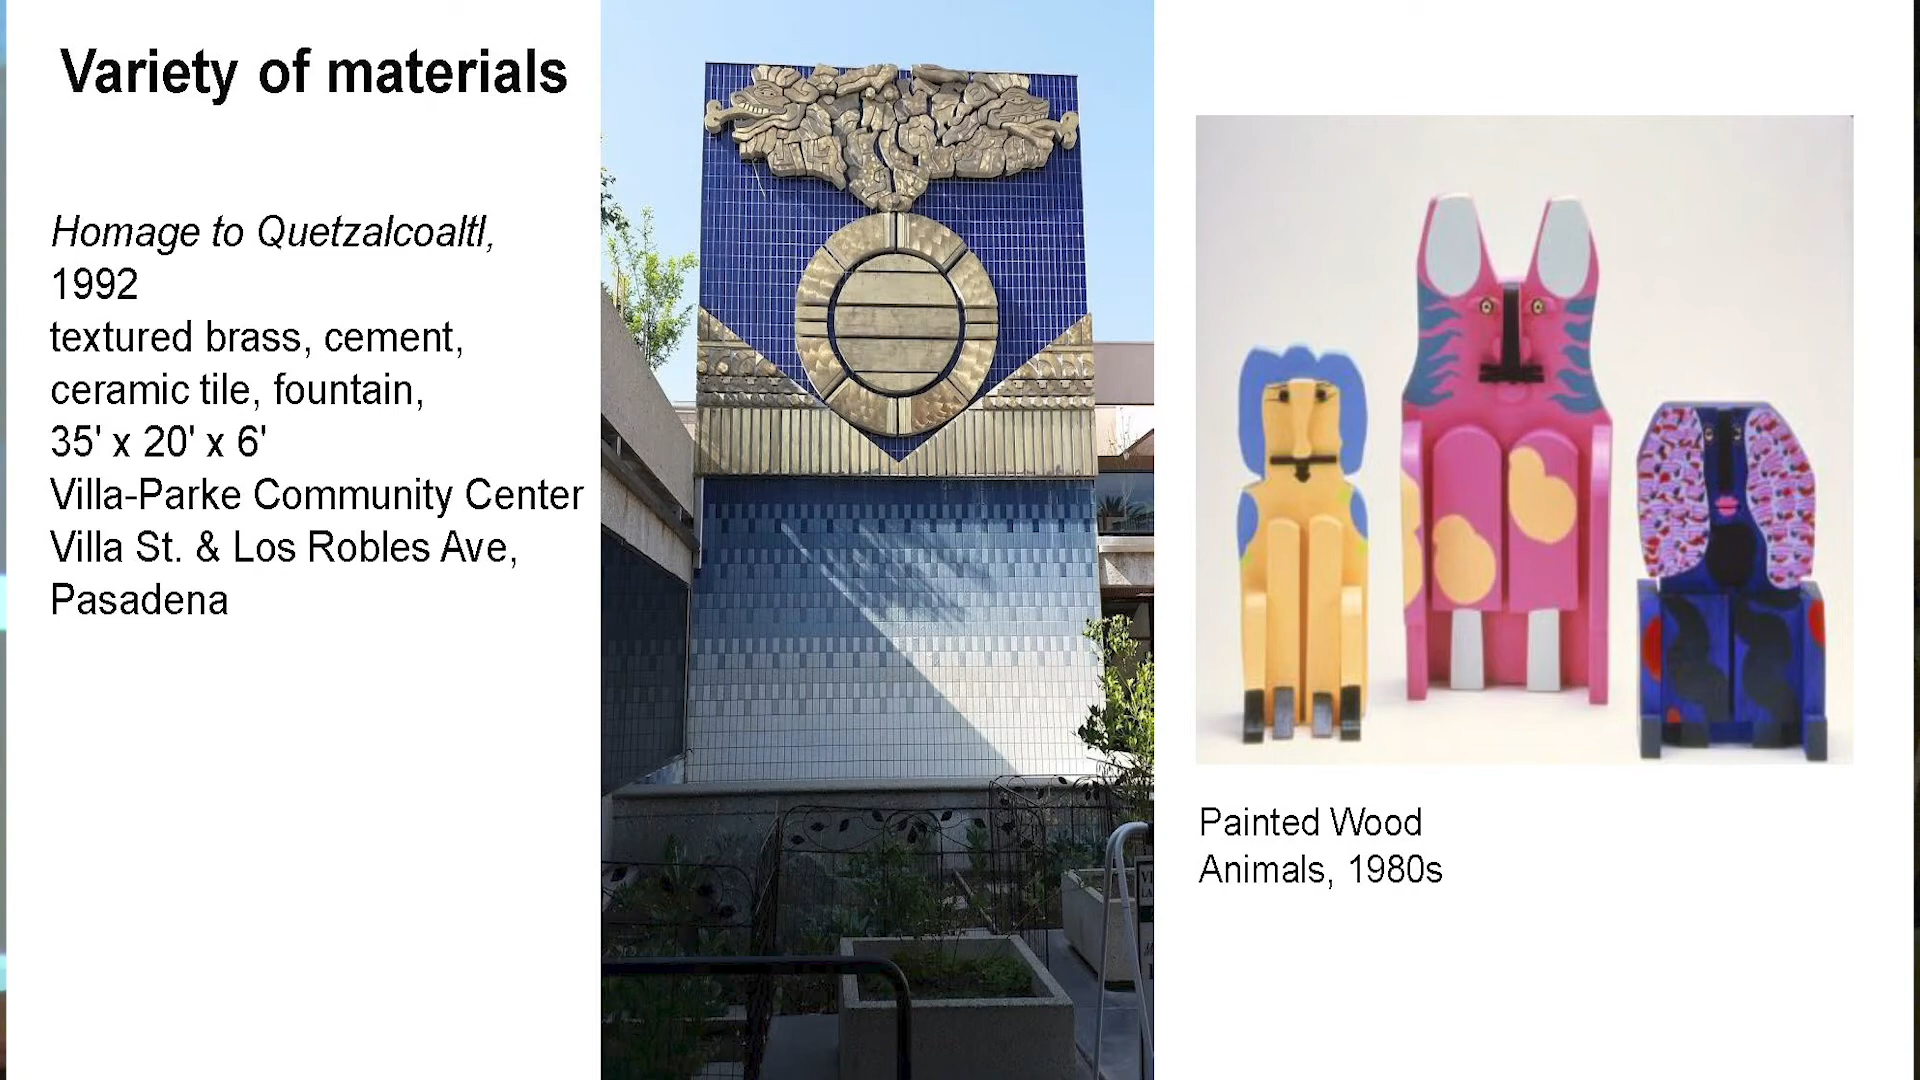 Variety of materials
Homage to Quetzalcoaltl,
1992
textured brass, cement,
ceramic tile, fountain,
35' x 20' x 6'
Villa-Parke Community Center
Villa St. & Los Robles Ave,
Pasadena
Painted Wood
Animals, 1980s